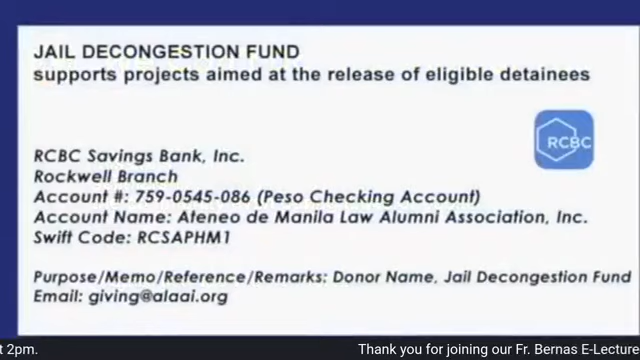 JAIL DECONGESTION FUND
supports projects aimed at the release of eligible detainees
RCBC
RCBC Savings Bank, Inc.
Rockwell Branch
Account #: 759-0545-086 (Peso Checking Account)
Account Name: Ateneo de Manila Law Alumni Association, Inc.
Swift Code: RCSAPHM1
Purpose/Memo/Reference/Remarks: Donor Name, Jail Decongestion Fund
Email: giving@alaai.org
t 2pm. Thank you for joining our Fr. Bernas E-Lecture